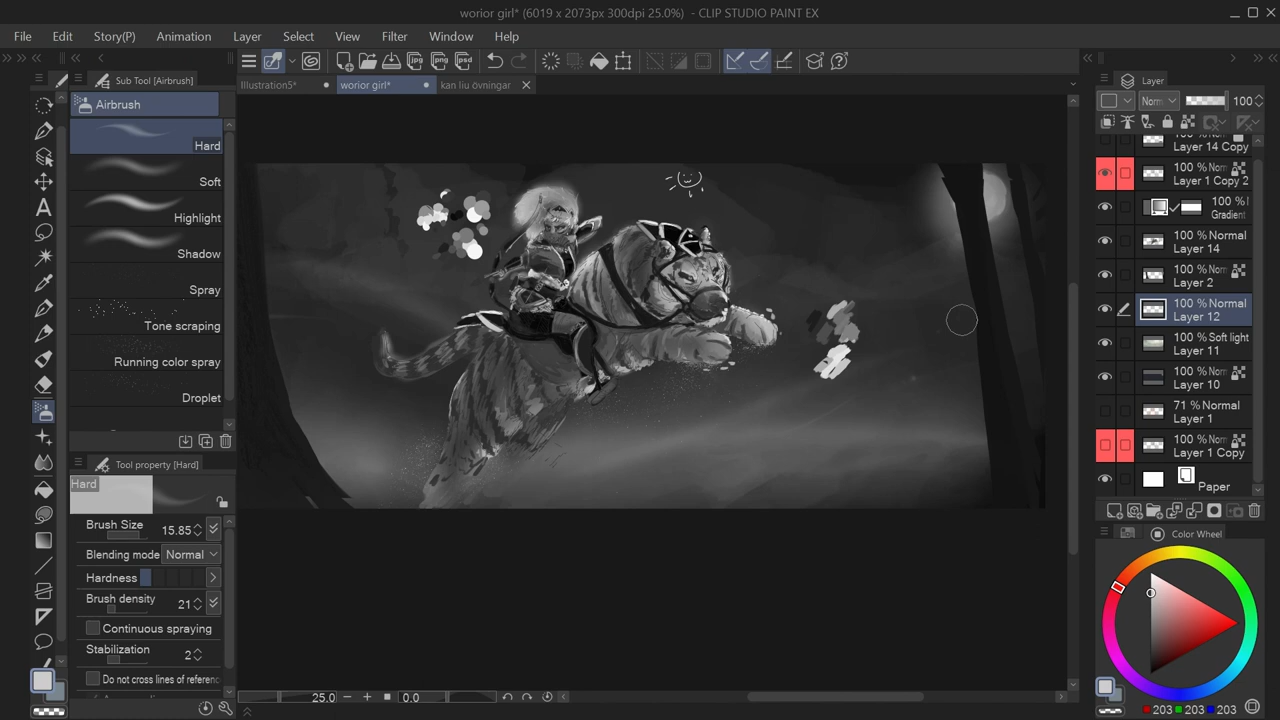 worior girl* (6019 x 2073px 300dpi 25.0%) - CLIP STUDIO PAINT EX
File Edit Story(P) Animation Layer Select View Filter Window Help
Sub Tool [Airbrush]
Airbrush
Hard
Soft
Highlight
Shadow
Spray
Tone scraping
Running color spray
Droplet
Tool property [Hard]
Hard
Brush Size 15.85
Blending mode Normal
Hardness
Brush density 21
Continuous spraying
Stabilization 2
Do not cross lines of referenc
Illustration5* worior girl* kan liu övningar
25.0 0.0
Layer
Norm 100
Layer 14 Copy
100 % Norm
Layer 1 Copy 2
100 %
Gradient
100 % Normal
Layer 14
100 % Norm
Layer 2
100 % Normal
Layer 12
100 % Soft light
Layer 11
100 % Norm
Layer 10
71 % Normal
Layer 1
100 % Norm
Layer 1 Copy
Paper
Color Wheel
203 203 203